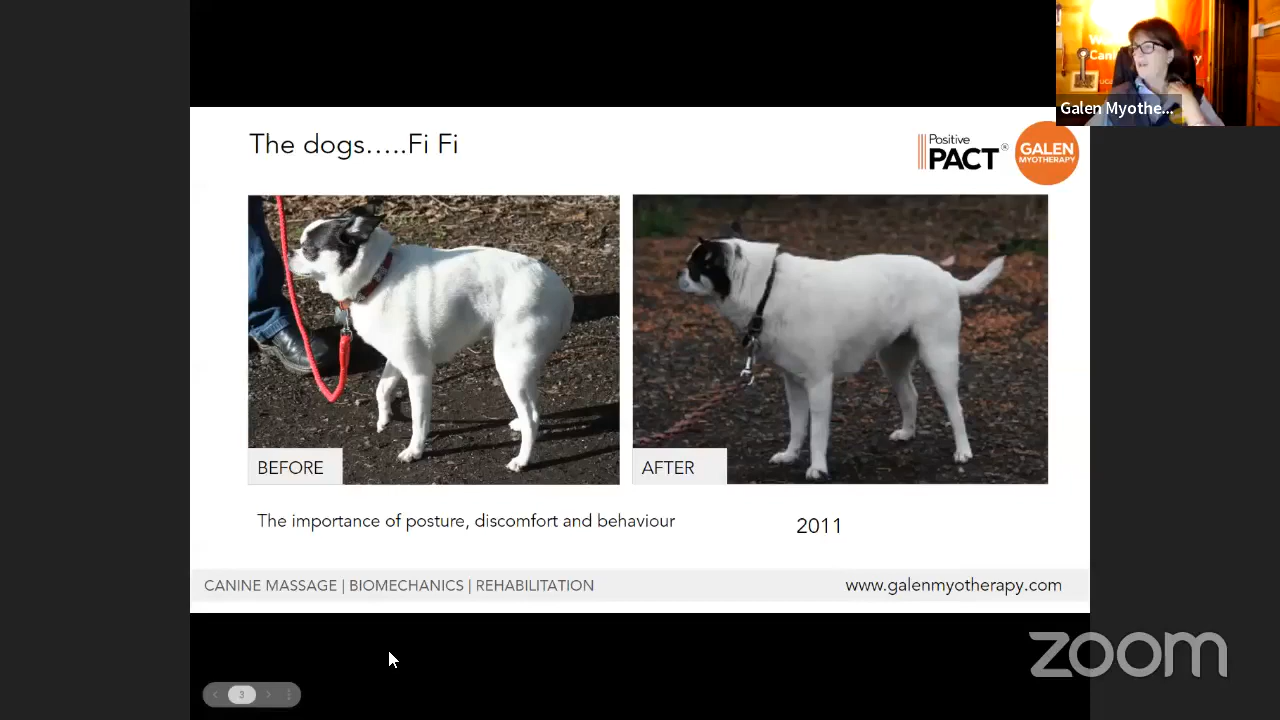 Galen Myothe...
The dogs.....Fi Fi
Positive
PACT®
GALEN
MYOTHERAPY
BEFORE
AFTER
The importance of posture, discomfort and behaviour
2011
CANINE MASSAGE | BIOMECHANICS | REHABILITATION
www.galenmyotherapy.com
zoom
3